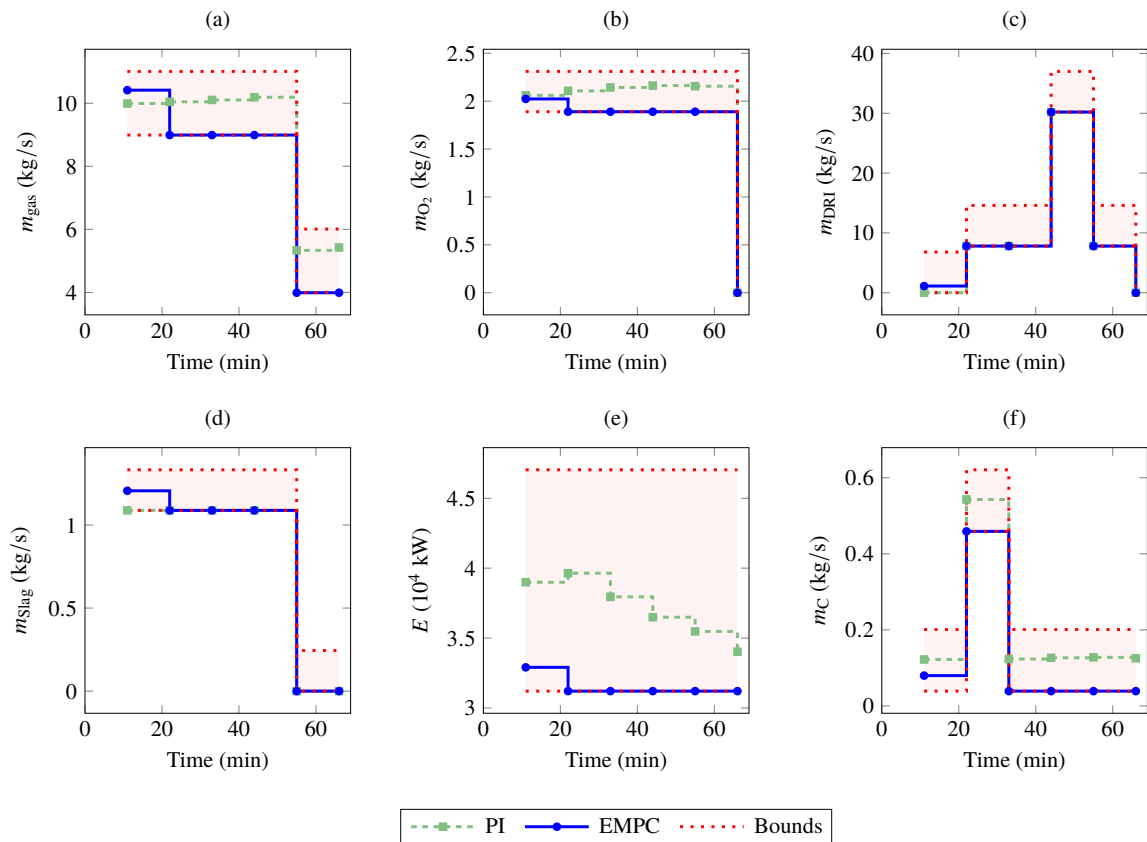 (a)
10
8
6
4
0
20
40
60
m_gas (kg/s)
Time (min)
(b)
2.5
2
1.5
1
0.5
0
0
20
40
60
m_O₂ (kg/s)
Time (min)
(c)
40
30
20
10
0
0
20
40
60
m_DRI (kg/s)
Time (min)
(d)
1
0.5
0
0
20
40
60
m_Slag (kg/s)
Time (min)
(e)
4.5
4
3.5
3
0
20
40
60
E (10⁴ kW)
Time (min)
(f)
0.6
0.4
0.2
0
0
20
40
60
m_C (kg/s)
Time (min)
PI EMPC Bounds